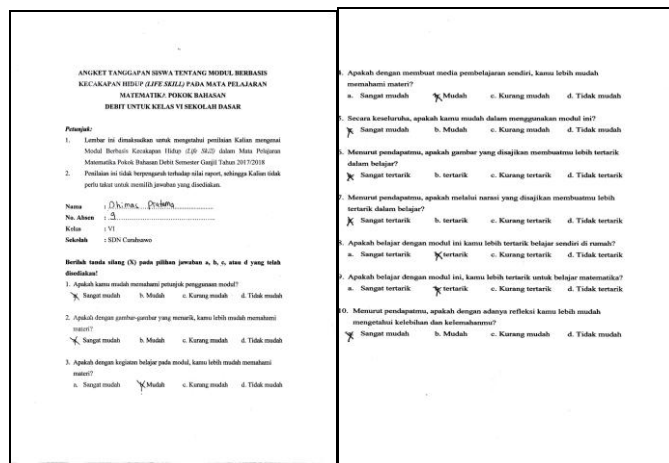 ANGKET TANGGAPAN SISWA TENTANG MODUL BERBASIS
KECAKAPAN HIDUP (LIFE SKILL) PADA MATA PELAJARAN
MATEMATIKA POKOK BAHASAN
DEBIT UNTUK KELAS VI SEKOLAH DASAR
Petunjuk:
1. Lembar ini dimaksudkan untuk mengetahui penilaian Kalian mengenai
Modul Berbasis Kecakapan Hidup (Life Skill) dalam Mata Pelajaran
Matematika Pokok Bahasan Debit Semester Ganjil Tahun 2017/2018
2. Penilaian ini tidak berpengaruh terhadap nilai raport, sehingga Kalian tidak
perlu takut untuk memilih jawaban yang disediakan.
Nama : Dhimas Pratama
No. Absen : 9
Kelas : VI
Sekolah : SDN Curahsawo
Berilah tanda silang (X) pada pilihan jawaban a, b, c, atau d yang telah
disediakan!
1. Apakah kamu mudah memahami petunjuk penggunaan modul?
Sangat mudah b. Mudah c. Kurang mudah d. Tidak mudah
2. Apakah dengan gambar-gambar yang menarik, kamu lebih mudah memahami
materi?
Sangat mudah b. Mudah c. Kurang mudah d. Tidak mudah
3. Apakah dengan kegiatan belajar pada modul, kamu lebih mudah memahami
materi?
a. Sangat mudah Mudah c. Kurang mudah d. Tidak mudah
4. Apakah dengan membuat media pembelajaran sendiri, kamu lebih mudah
memahami materi?
a. Sangat mudah Mudah c. Kurang mudah d. Tidak mudah
5. Secara keseluruha, apakah kamu mudah dalam menggunakan modul ini?
Sangat mudah b. Mudah c. Kurang mudah d. Tidak mudah
6. Menurut pendapatmu, apakah gambar yang disajikan membuatmu lebih tertarik
dalam belajar?
Sangat tertarik b. tertarik c. Kurang tertarik d. Tidak tertarik
7. Menurut pendapatmu, apakah melalui narasi yang disajikan membuatmu lebih
tertarik dalam belajar?
Sangat tertarik b. tertarik c. Kurang tertarik d. Tidak tertarik
8. Apakah belajar dengan modul ini kamu lebih tertarik belajar sendiri di rumah?
a. Sangat tertarik tertarik c. Kurang tertarik d. Tidak tertarik
9. Apakah belajar dengan modul ini, kamu lebih tertarik untuk belajar matematika?
a. Sangat tertarik tertarik c. Kurang tertarik d. Tidak tertarik
10. Menurut pendapatmu, apakah dengan adanya refleksi kamu lebih mudah
mengetahui kelebihan dan kelemahanmu?
Sangat mudah b. Mudah c. Kurang mudah d. Tidak mudah